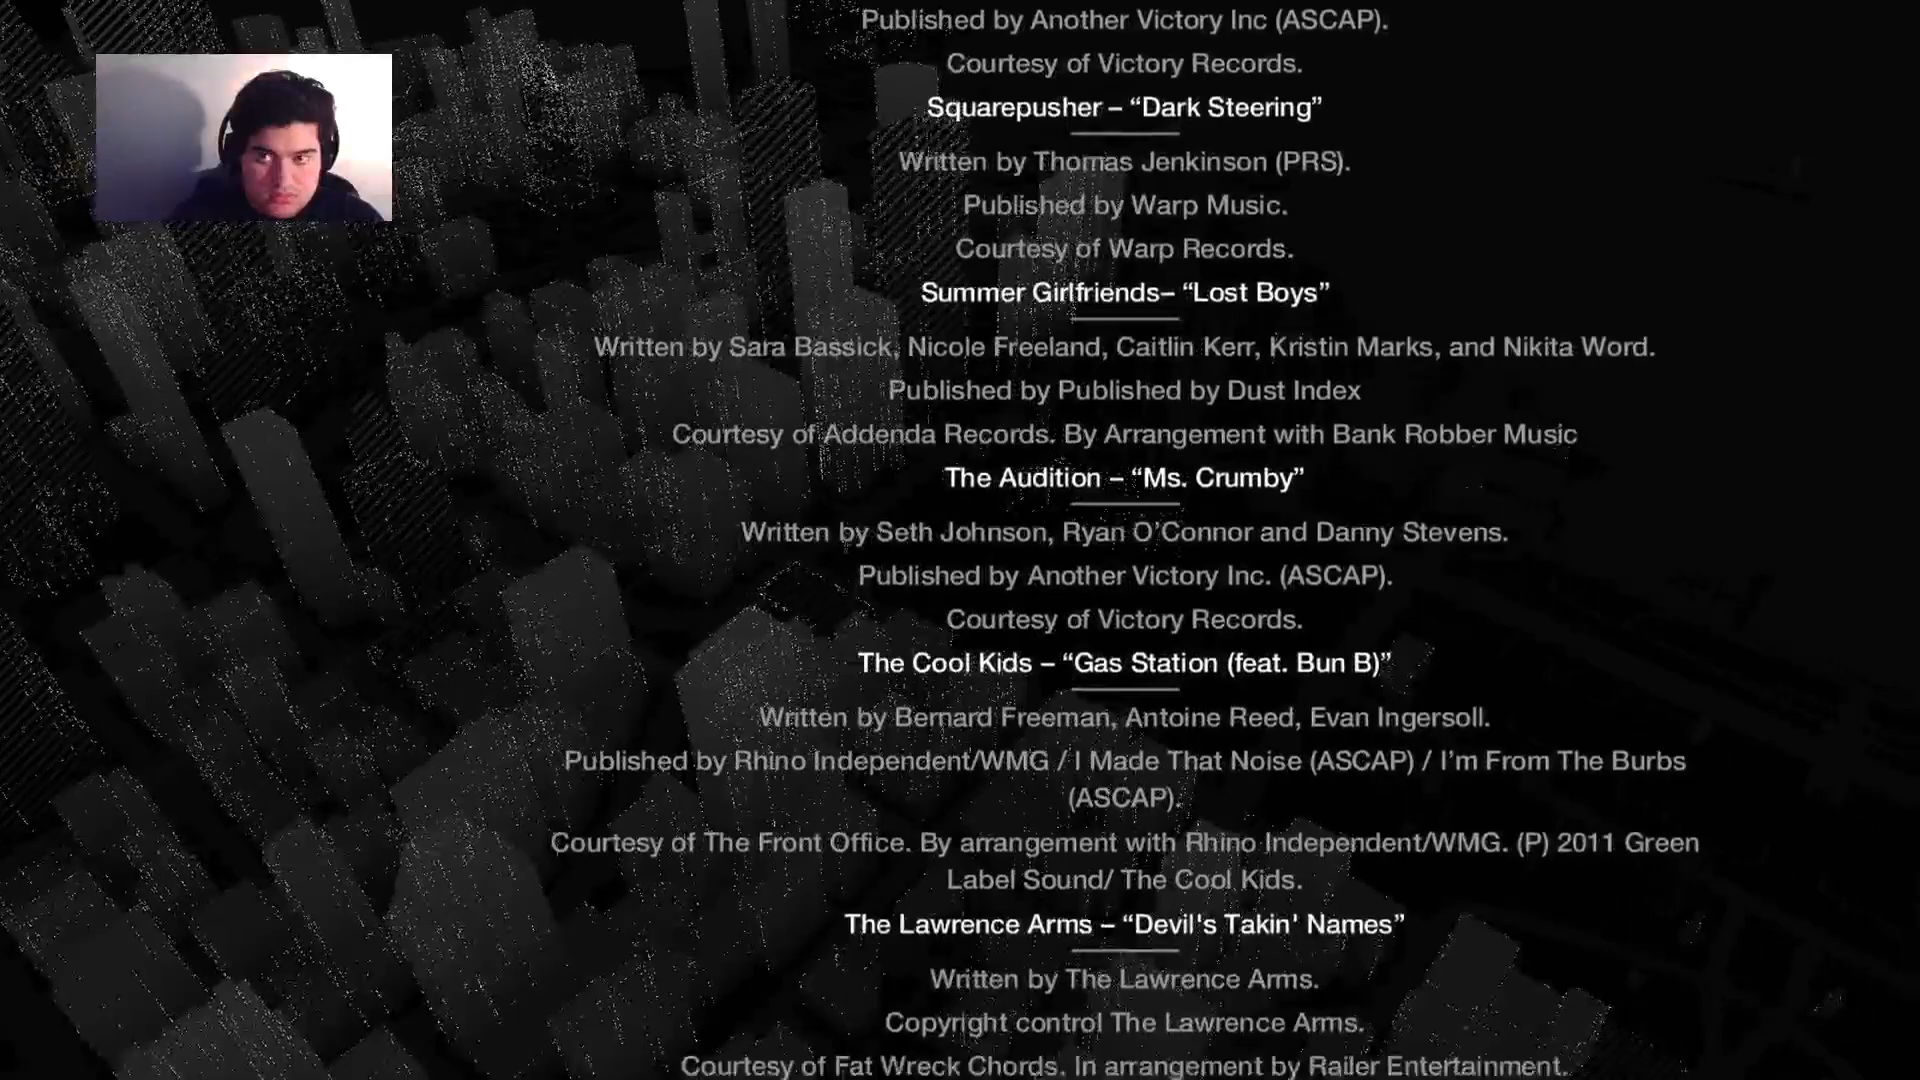 Published by Another Victory Inc (ASCAP).
Courtesy of Victory Records.
Squarepusher – “Dark Steering”
Written by Thomas Jenkinson (PRS).
Published by Warp Music.
Courtesy of Warp Records.
Summer Girlfriends– “Lost Boys”
Written by Sara Bassick, Nicole Freeland, Caitlin Kerr, Kristin Marks, and Nikita Word.
Published by Published by Dust Index
Courtesy of Addenda Records. By Arrangement with Bank Robber Music
The Audition – “Ms. Crumby”
Written by Seth Johnson, Ryan O’Connor and Danny Stevens.
Published by Another Victory Inc. (ASCAP).
Courtesy of Victory Records.
The Cool Kids – “Gas Station (feat. Bun B)”
Written by Bernard Freeman, Antoine Reed, Evan Ingersoll.
Published by Rhino Independent/WMG / I Made That Noise (ASCAP) / I’m From The Burbs
(ASCAP).
Courtesy of The Front Office. By arrangement with Rhino Independent/WMG. (P) 2011 Green
Label Sound/ The Cool Kids.
The Lawrence Arms – “Devil's Takin' Names”
Written by The Lawrence Arms.
Copyright control The Lawrence Arms.
Courtesy of Fat Wreck Chords. In arrangement by Railer Entertainment.